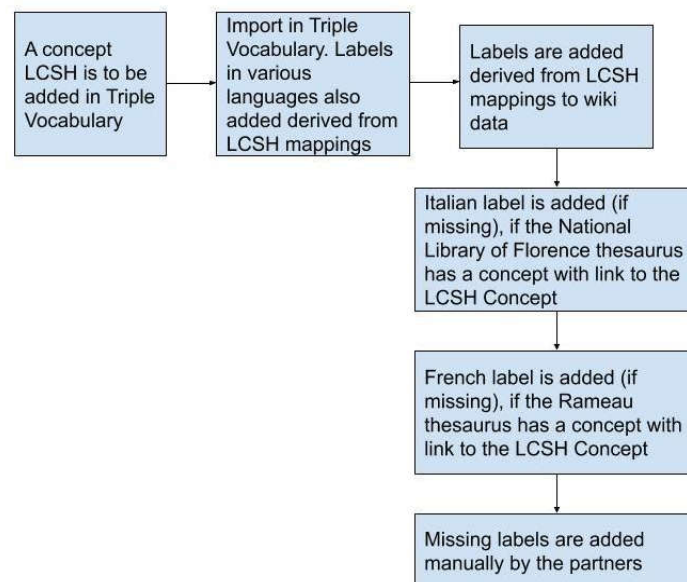 A concept
LCSH is to be
added in Triple
Vocabulary
Import in Triple
Vocabulary. Labels
in various
languages also
added derived from
LCSH mappings
Labels are added
derived from LCSH
mappings to wiki
data
Italian label is added (if
missing), if the National
Library of Florence thesaurus
has a concept with link to the
LCSH Concept
French label is added (if
missing), if the Rameau
thesaurus has a concept with
link to the LCSH Concept
Missing labels are added
manually by the partners